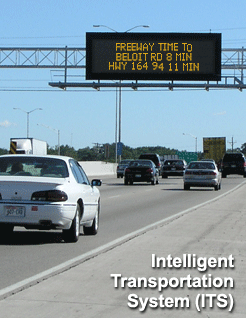 FREEWAY TIME TO
BELOIT RD 8 MIN
HWY 164 94 11 MIN
Intelligent
Transportation
System (ITS)